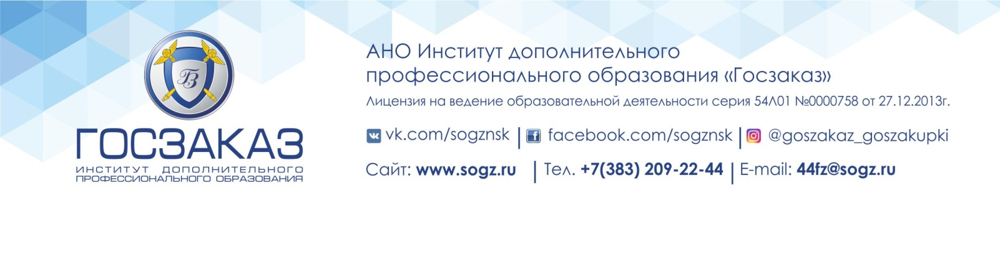 БЗ
ГОСЗАКАЗ
ИНСТИТУТ ДОПОЛНИТЕЛЬНОГО
ПРОФЕССИОНАЛЬНОГО ОБРАЗОВАНИЯ
АНО Институт дополнительного
профессионального образования «Госзаказ»
Лицензия на ведение образовательной деятельности серия 54Л01 №0000758 от 27.12.2013г.
vk.com/sogznsk | facebook.com/sogznsk | @goszakaz_goszakupki
Сайт: www.sogz.ru | Тел. +7(383) 209-22-44 | E-mail: 44fz@sogz.ru